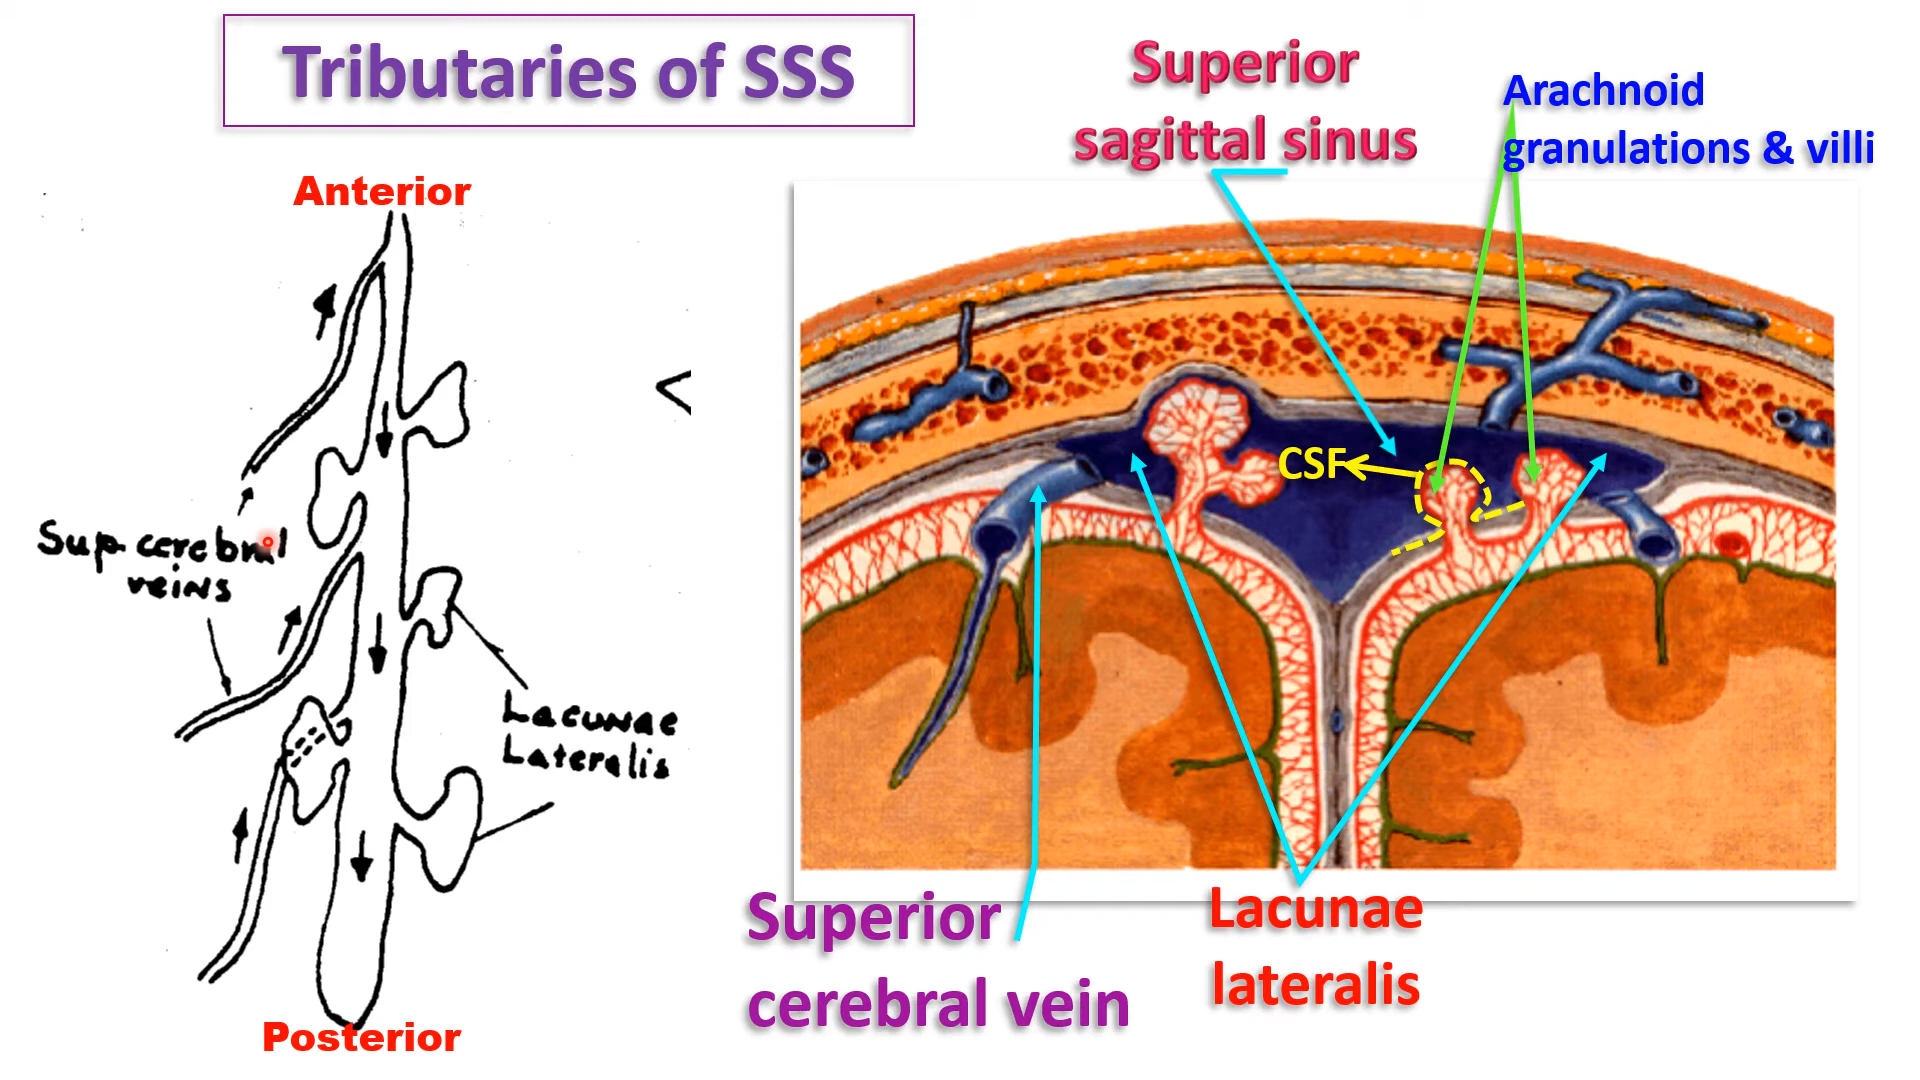 Tributaries of SSS
Anterior
Sup. cerebral
veins
Lacunae
Lateralis
Posterior
Superior
sagittal sinus
Arachnoid
granulations & villi
CSF
Superior
cerebral vein
Lacunae
lateralis